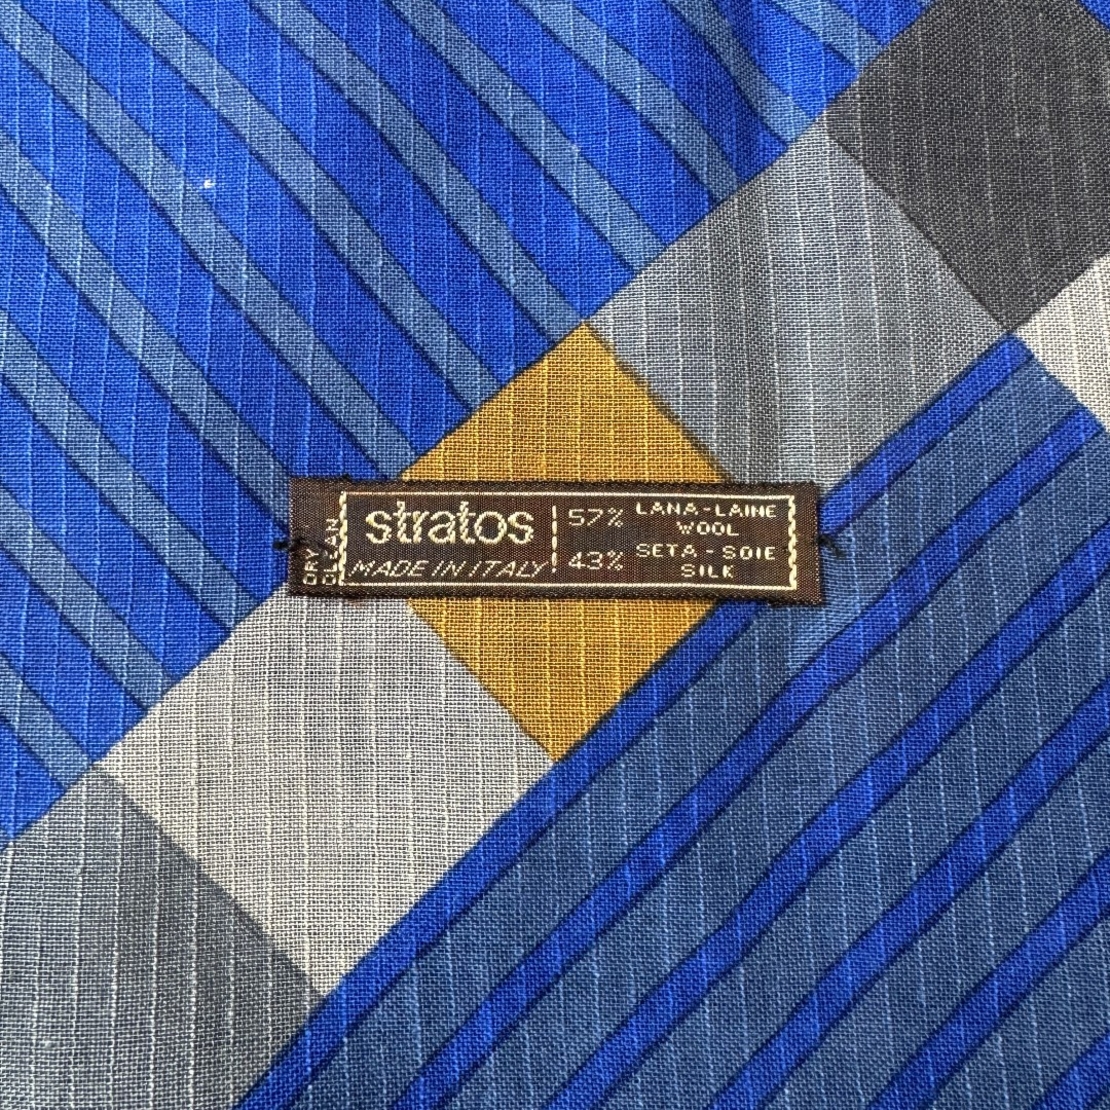 DRY
CLEAN
stratos
MADE IN ITALY
57% LANA-LAINE
WOOL
43% SETA-SOIE
SILK